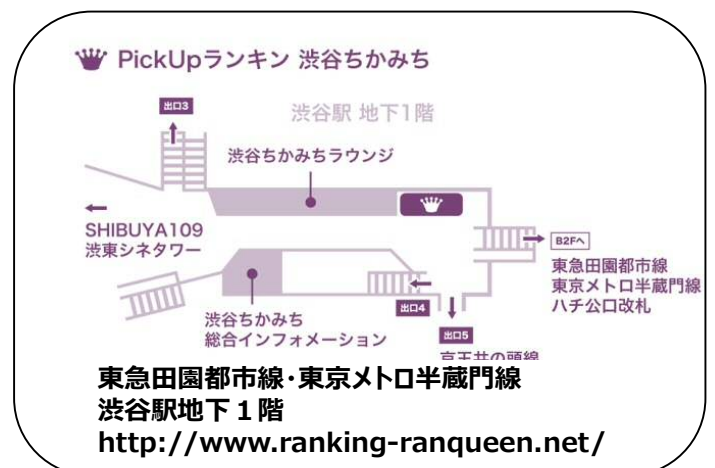 PickUpランキン 渋谷ちかみち
出口3
渋谷駅 地下1階
渋谷ちかみちラウンジ
SHIBUYA109
渋東シネタワー
B2Fへ
東急田園都市線
東京メトロ半蔵門線
ハチ公口改札
出口4
渋谷ちかみち
総合インフォメーション
出口5
京王井の頭線
東急田園都市線・東京メトロ半蔵門線
渋谷駅地下1階
http://www.ranking-ranqueen.net/